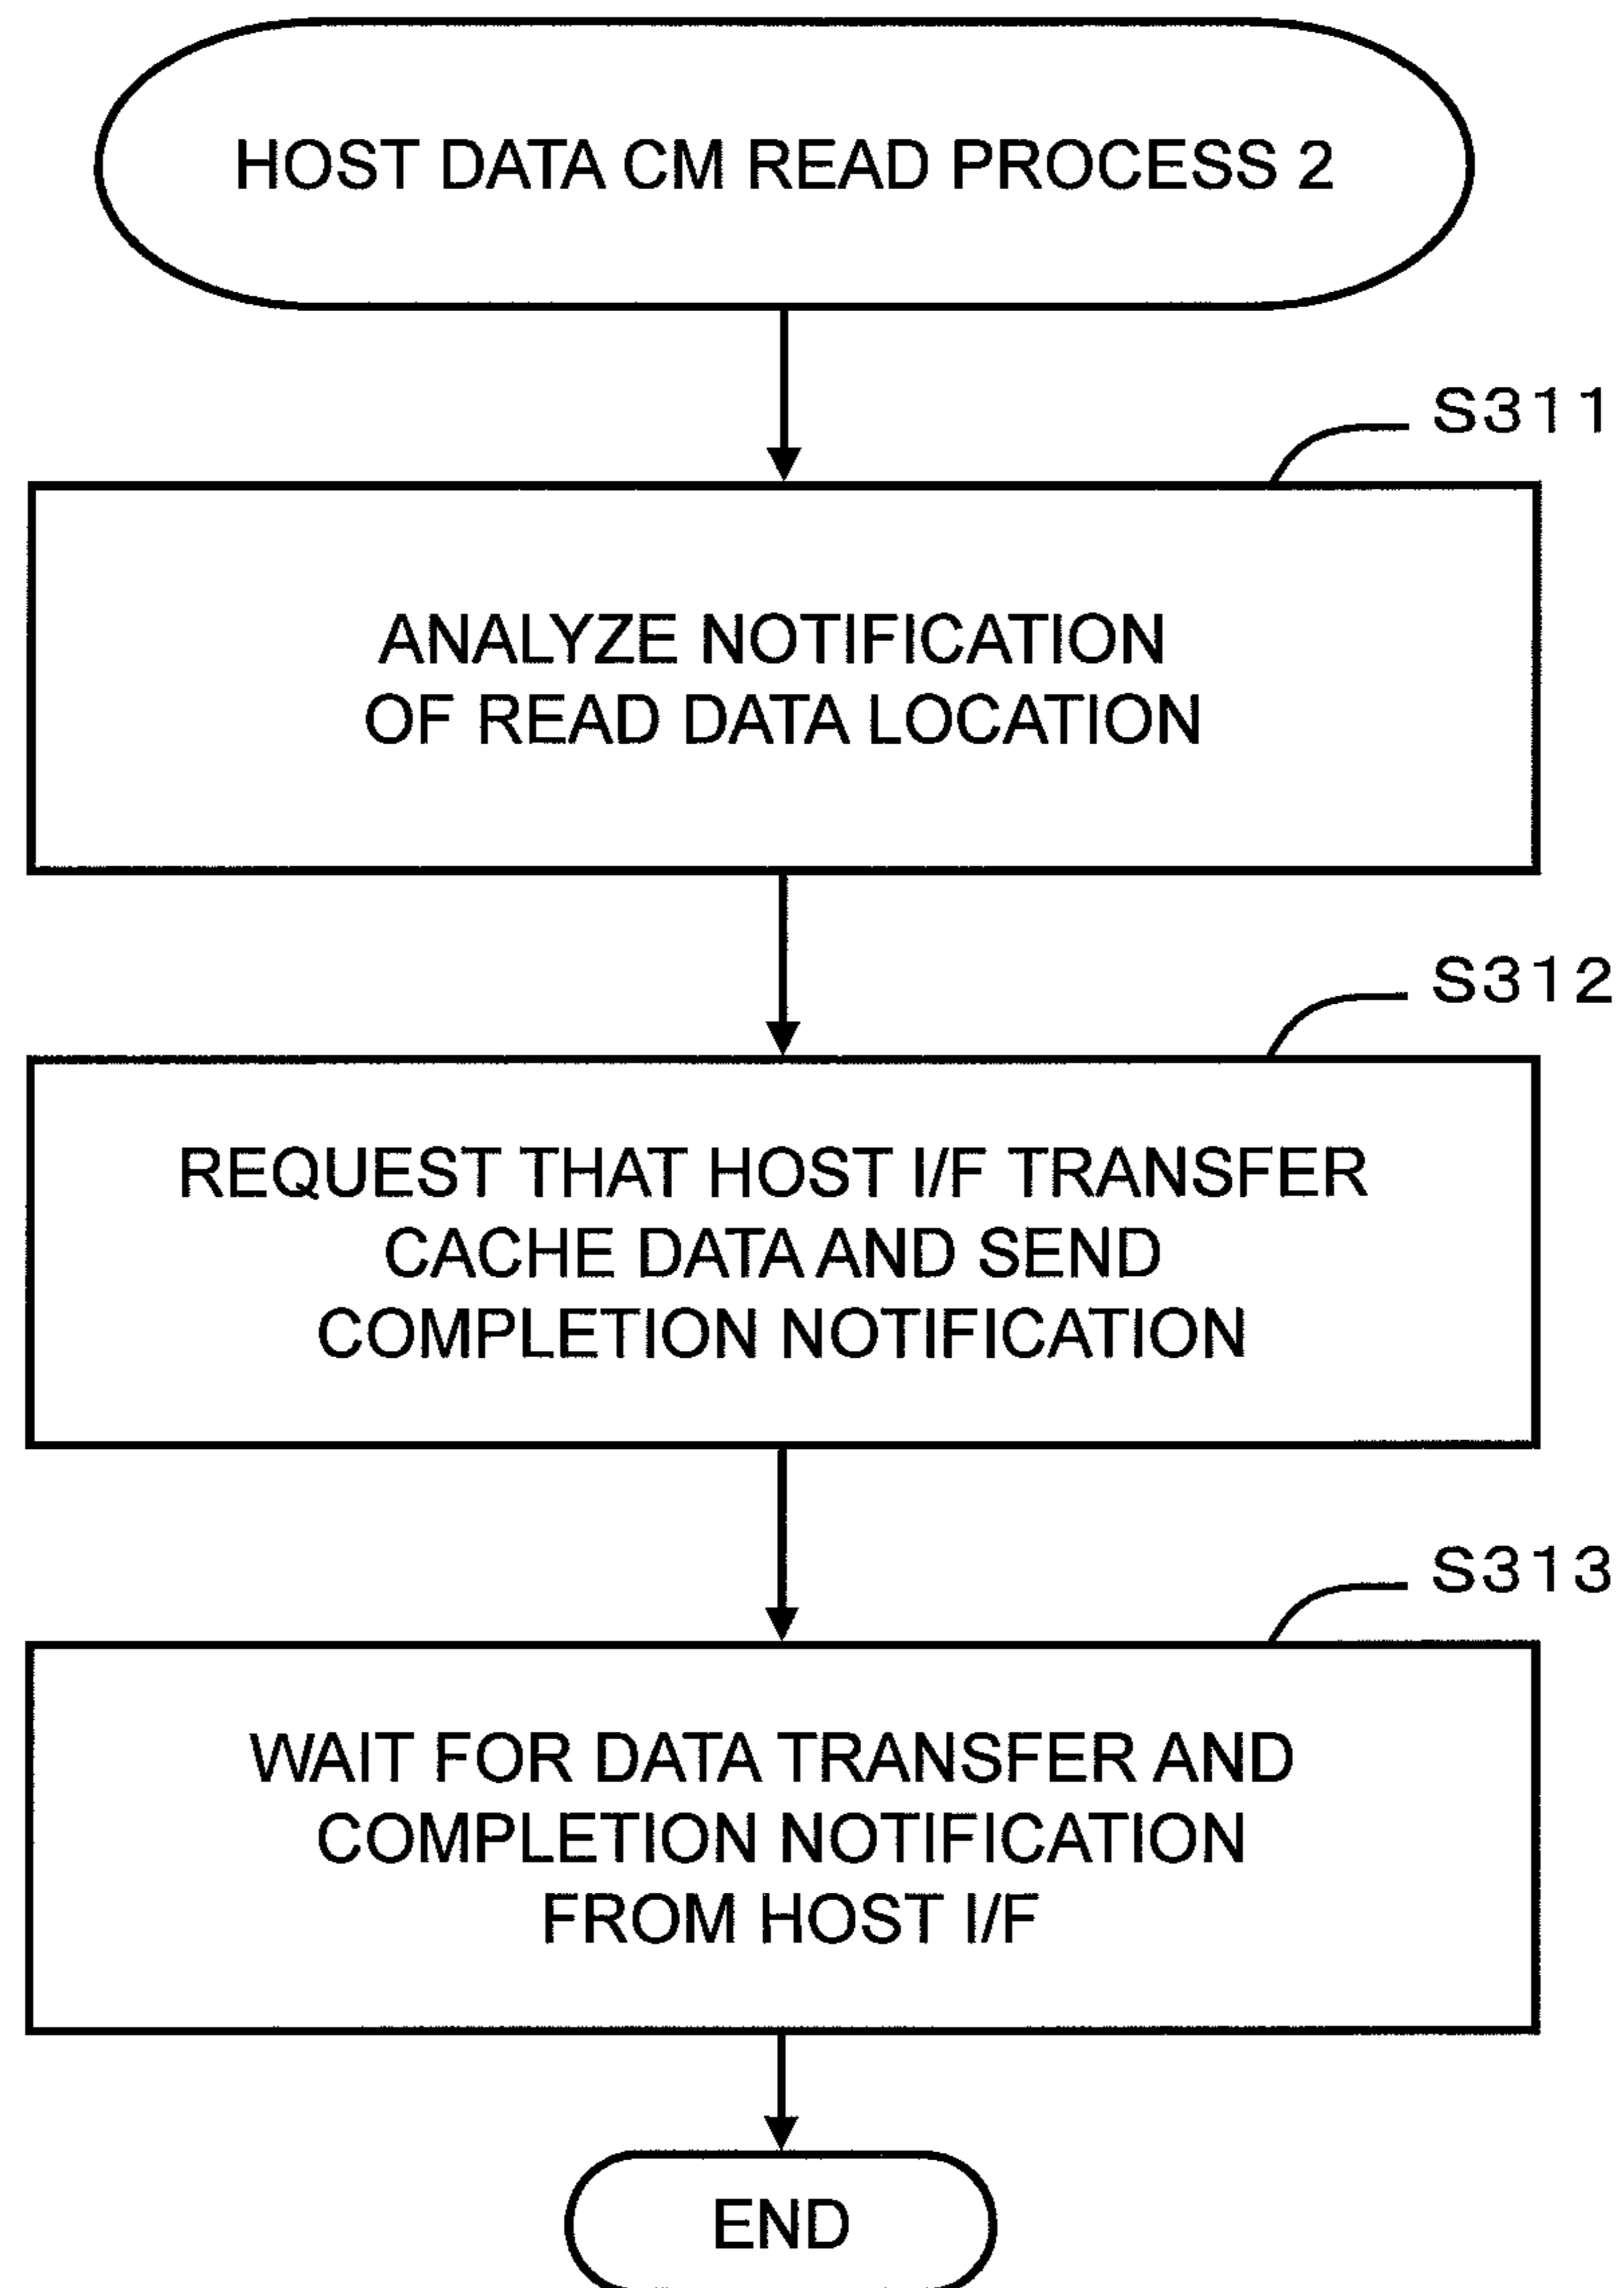 HOST DATA CM READ PROCESS 2
S311
ANALYZE NOTIFICATION
OF READ DATA LOCATION
S312
REQUEST THAT HOST I/F TRANSFER
CACHE DATA AND SEND
COMPLETION NOTIFICATION
S313
WAIT FOR DATA TRANSFER AND
COMPLETION NOTIFICATION
FROM HOST I/F
END